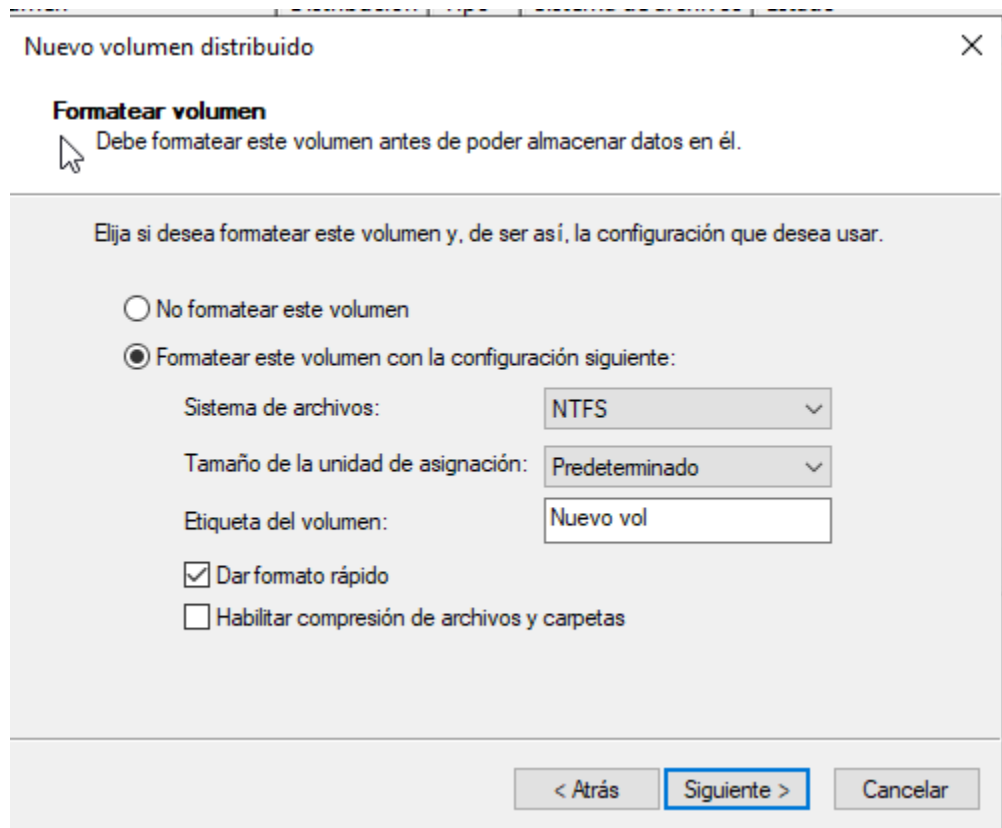 Nuevo volumen distribuido
Formatear volumen
Debe formatear este volumen antes de poder almacenar datos en él.
Elija si desea formatear este volumen y, de ser así, la configuración que desea usar.
No formatear este volumen
Formatear este volumen con la configuración siguiente:
Sistema de archivos: NTFS
Tamaño de la unidad de asignación: Predeterminado
Etiqueta del volumen: Nuevo vol
Dar formato rápido
Habilitar compresión de archivos y carpetas
< Atrás Siguiente > Cancelar